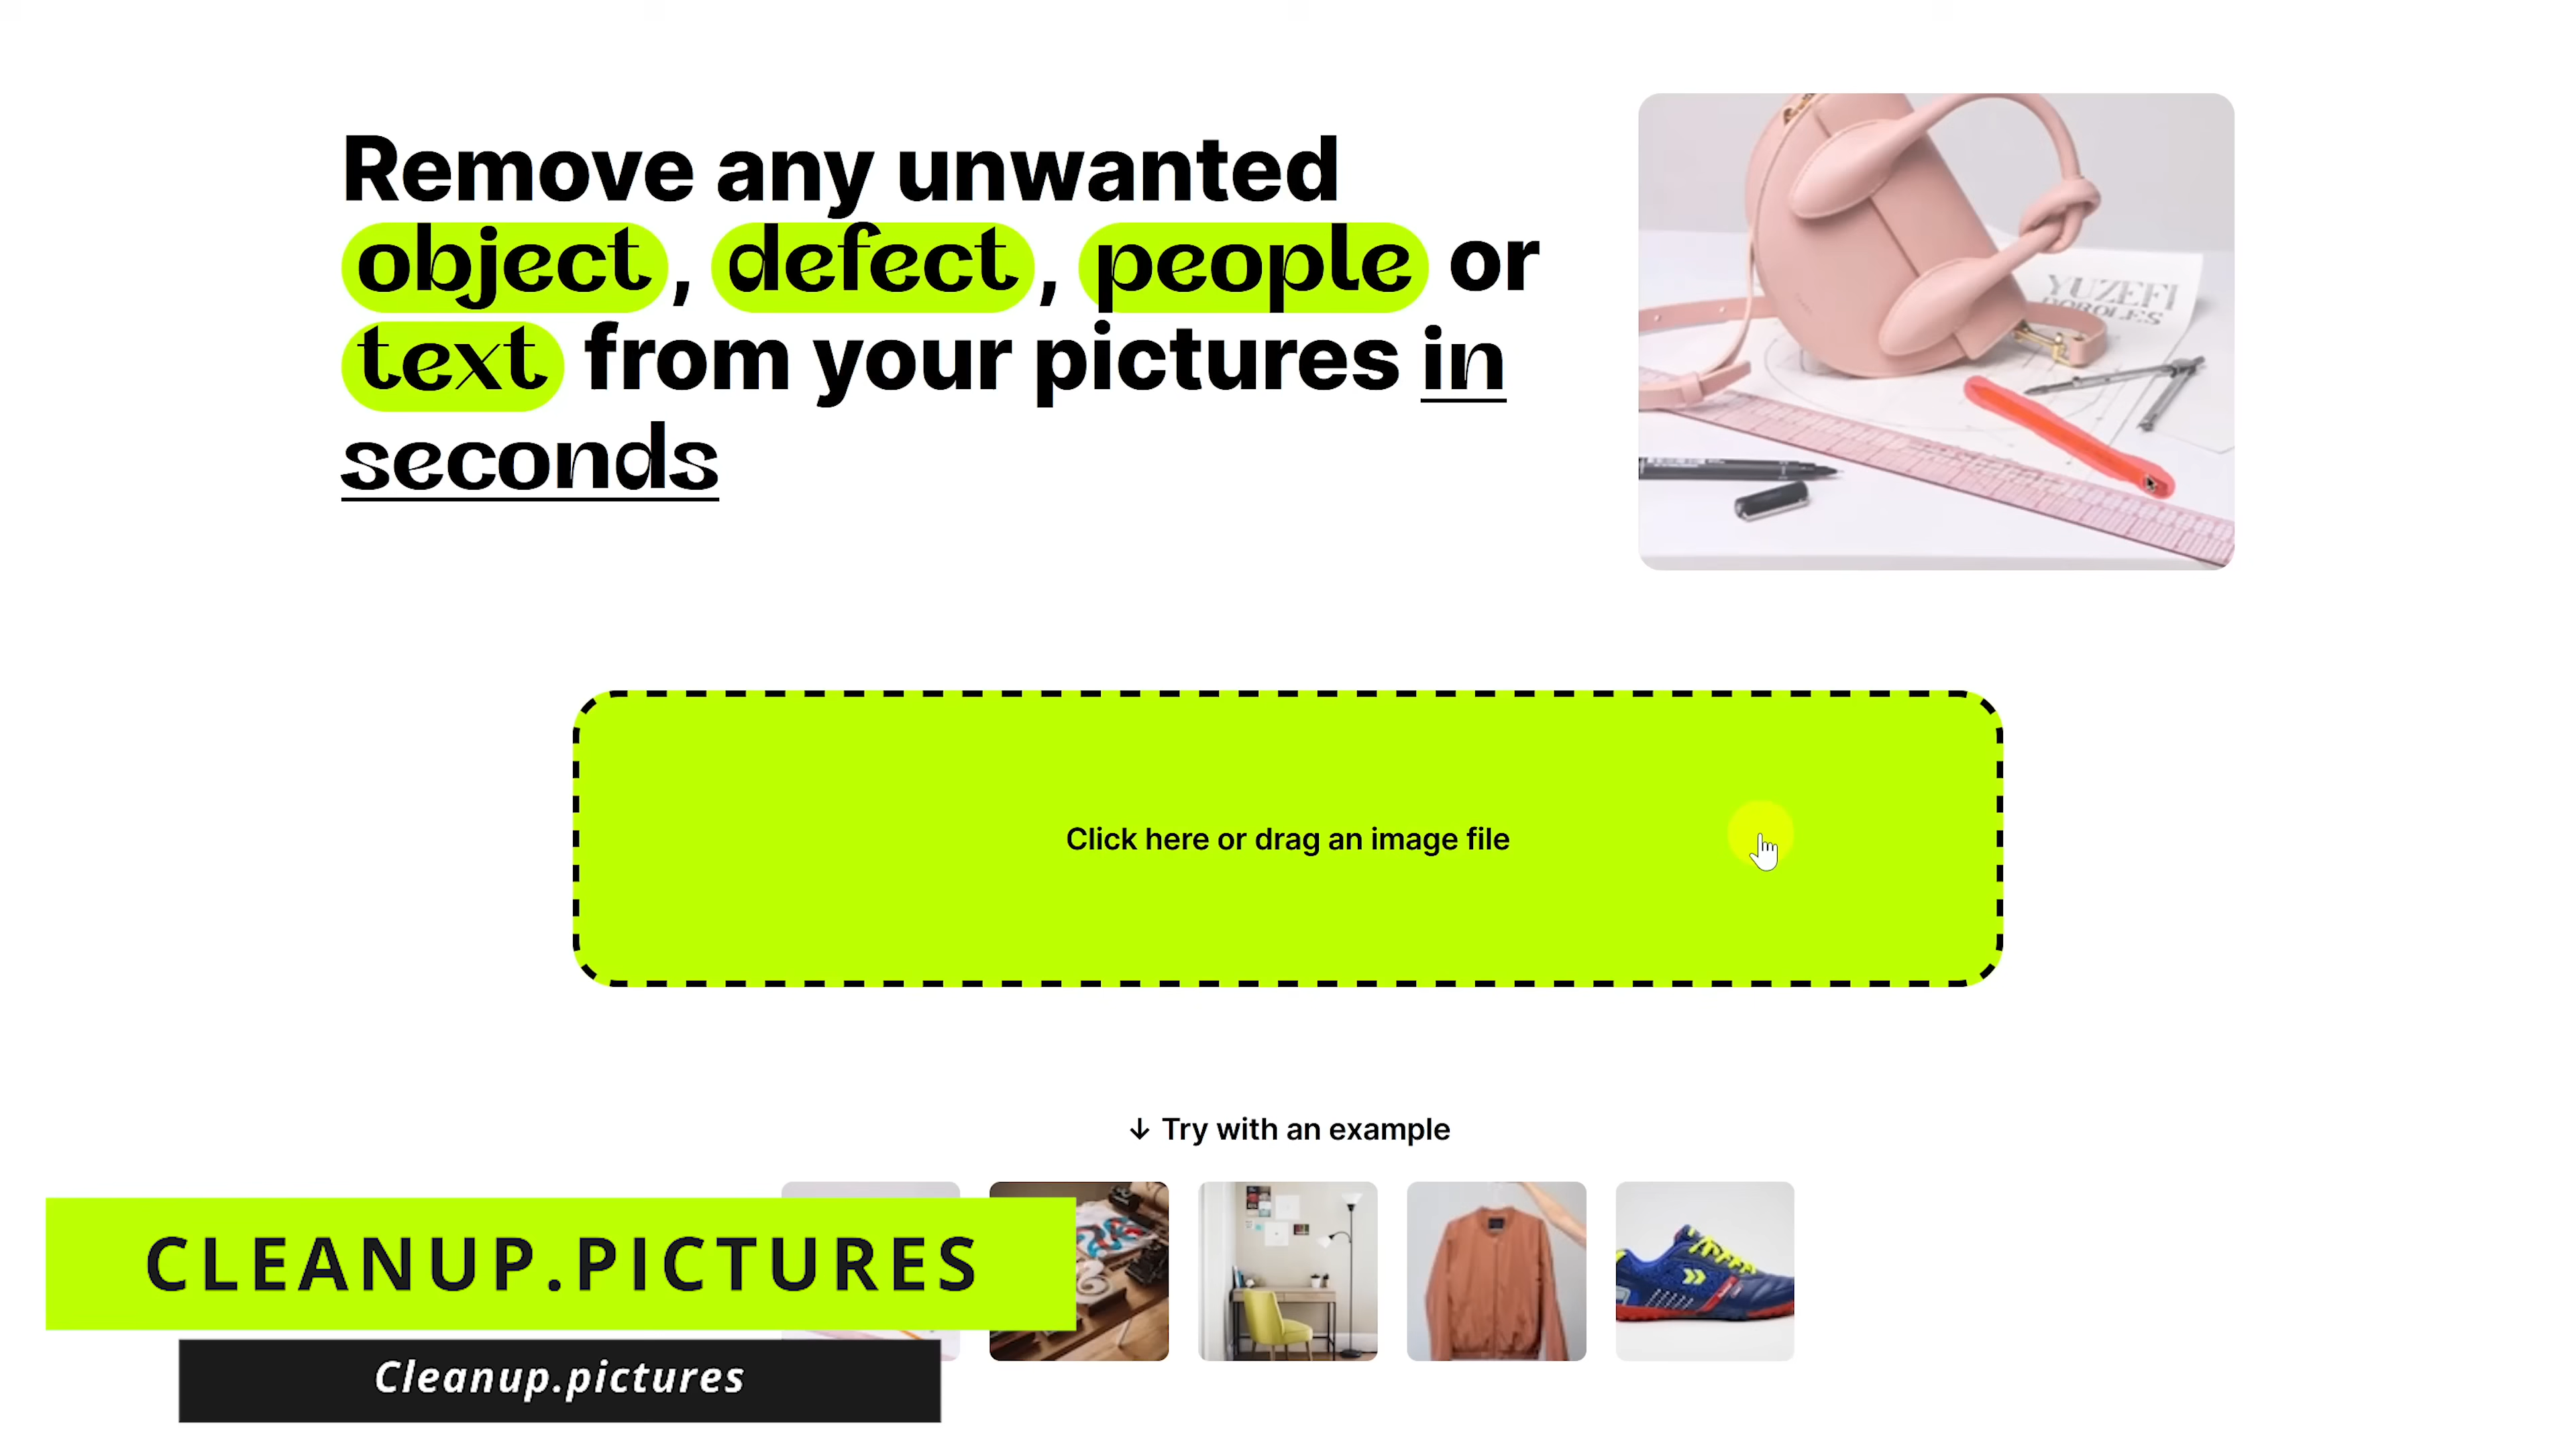 Remove any unwanted
object, defect, people or
text from your pictures in
seconds
YUZEFI
Click here or drag an image file
↓ Try with an example
CLEANUP.PICTURES
Cleanup.pictures